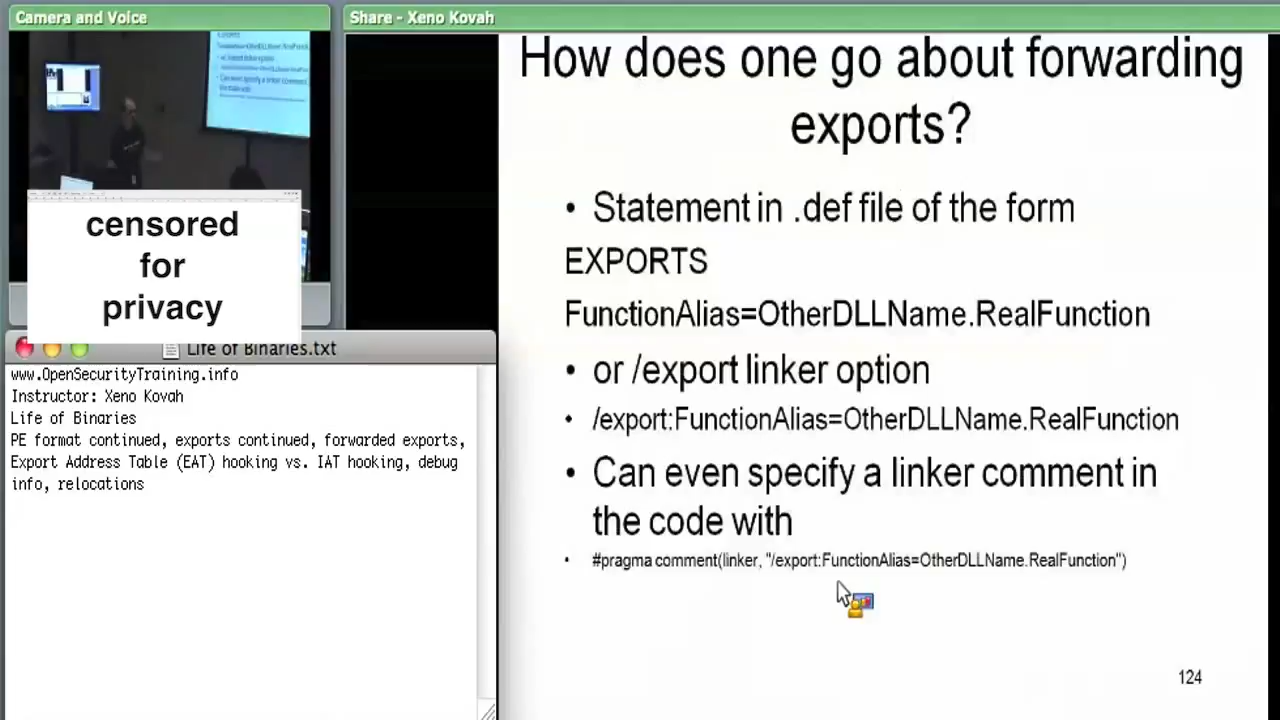 Camera and Voice
Share - Xeno Kovah
censored
for
privacy
Life of Binaries.txt
www.OpenSecurityTraining.info
Instructor: Xeno Kovah
Life of Binaries
PE format continued, exports continued, forwarded exports,
Export Address Table (EAT) hooking vs. IAT hooking, debug
info, relocations
How does one go about forwarding
exports?
• Statement in .def file of the form
EXPORTS
FunctionAlias=OtherDLLName.RealFunction
• or /export linker option
• /export:FunctionAlias=OtherDLLName.RealFunction
• Can even specify a linker comment in
the code with
• #pragma comment(linker, "/export:FunctionAlias=OtherDLLName.RealFunction")
124